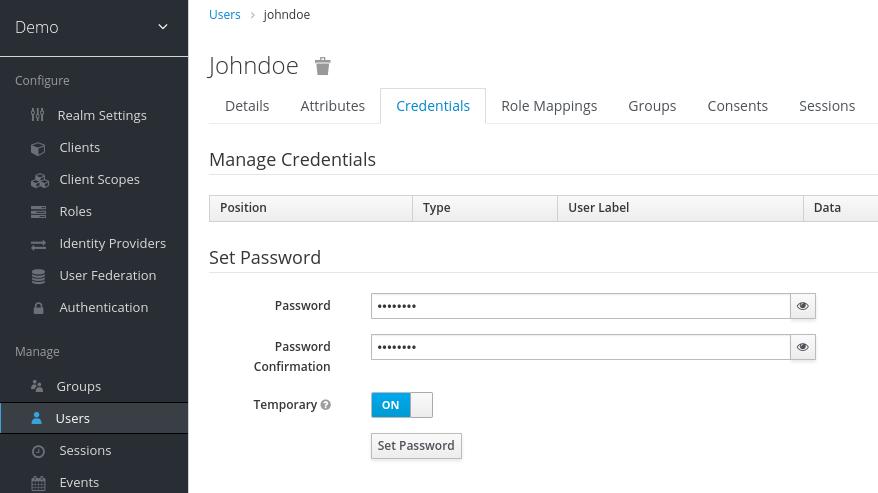 Demo
Configure
Realm Settings
Clients
Client Scopes
Roles
Identity Providers
User Federation
Authentication
Manage
Groups
Users
Sessions
Events
Users > johndoe
Johndoe
Details Attributes Credentials Role Mappings Groups Consents Sessions
Manage Credentials
Position Type User Label Data
Set Password
Password ••••••••
Password
Confirmation ••••••••
Temporary ON
Set Password